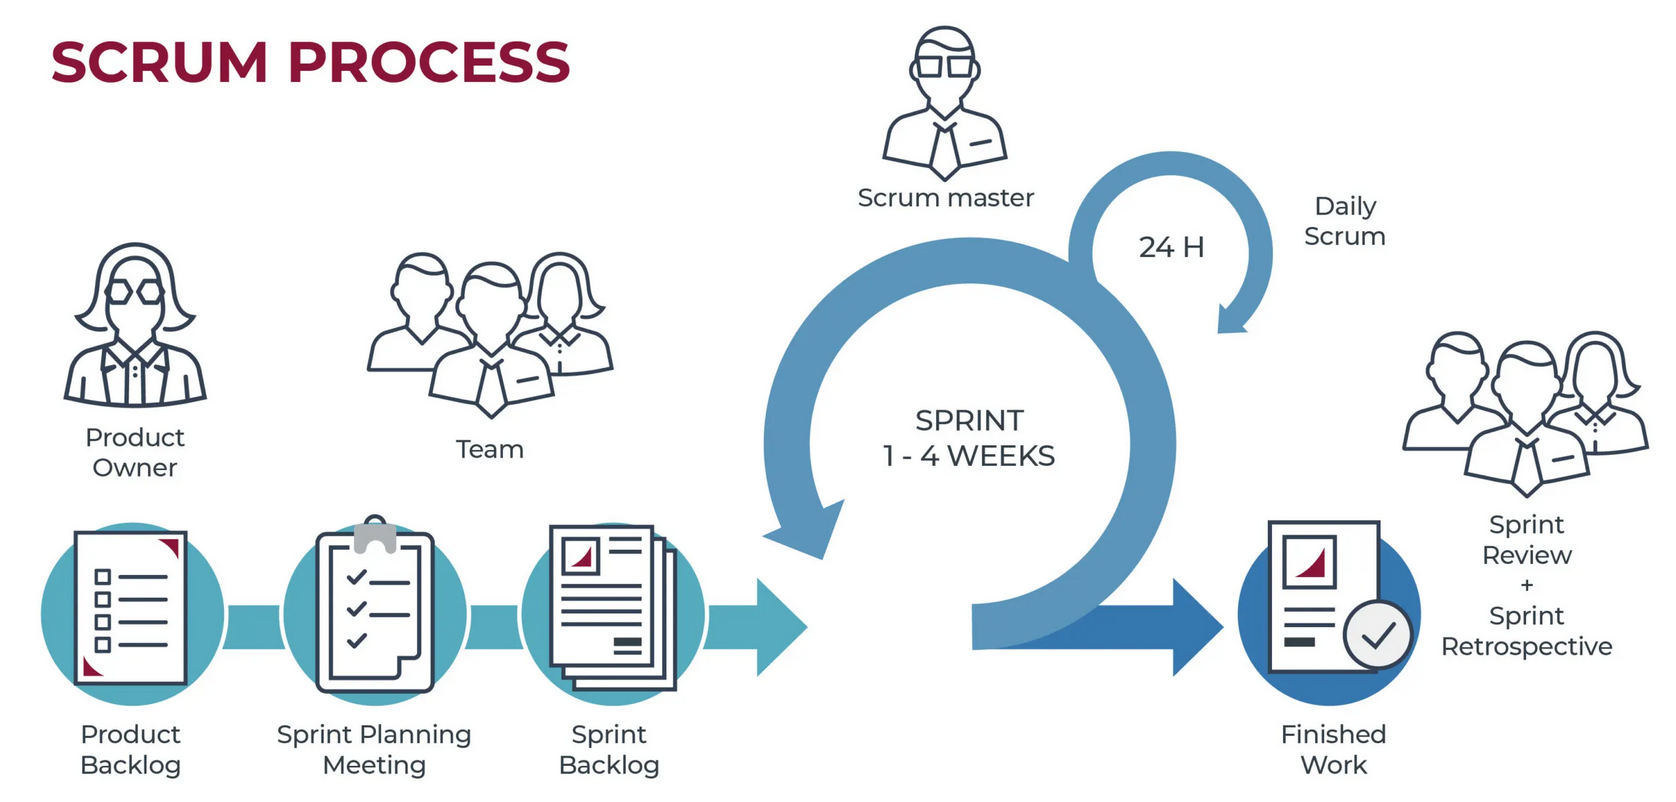 SCRUM PROCESS
Scrum master
24 H
Daily
Scrum
Product
Owner
Team
SPRINT
1 - 4 WEEKS
Sprint
Review
+
Sprint
Retrospective
Product
Backlog
Sprint Planning
Meeting
Sprint
Backlog
Finished
Work